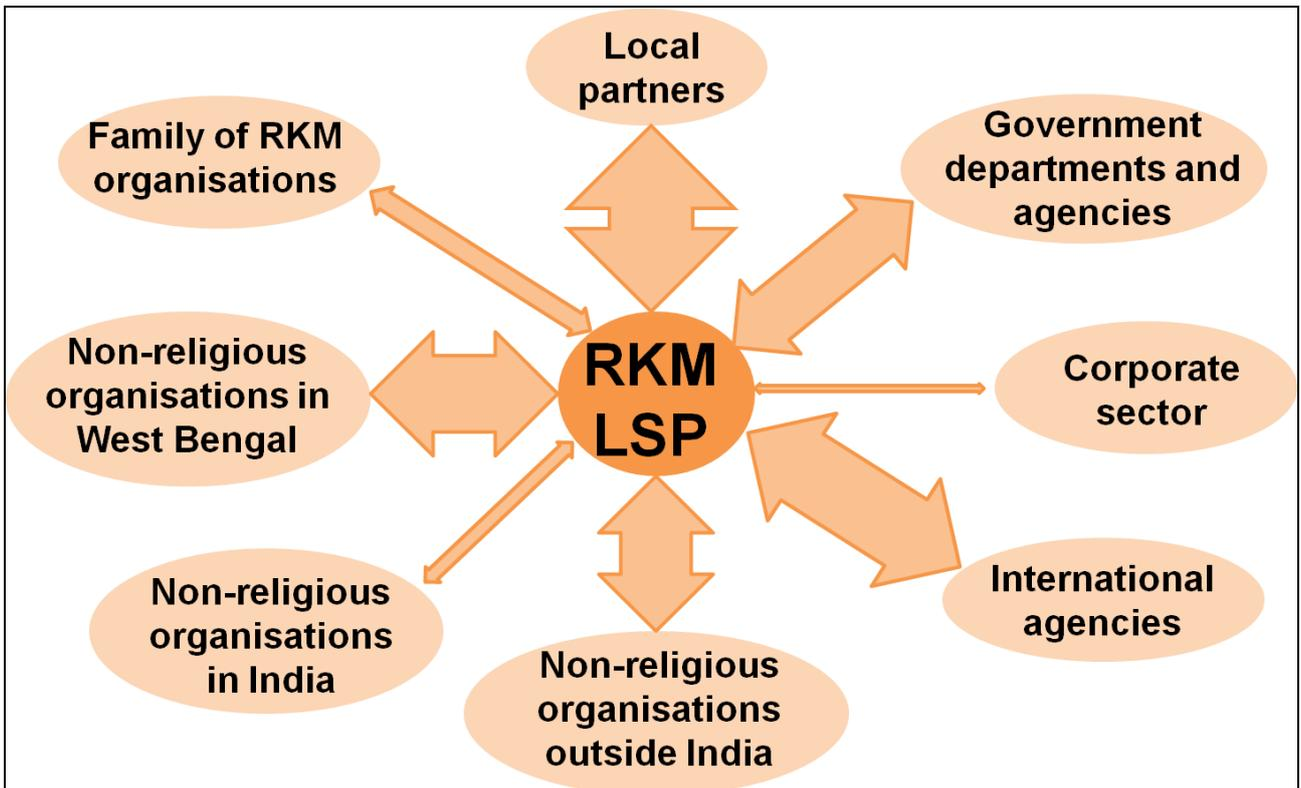 Local
partners
Family of RKM
organisations
Government
departments and
agencies
Non-religious
organisations in
West Bengal
RKM
LSP
Corporate
sector
Non-religious
organisations
in India
Non-religious
organisations
outside India
International
agencies